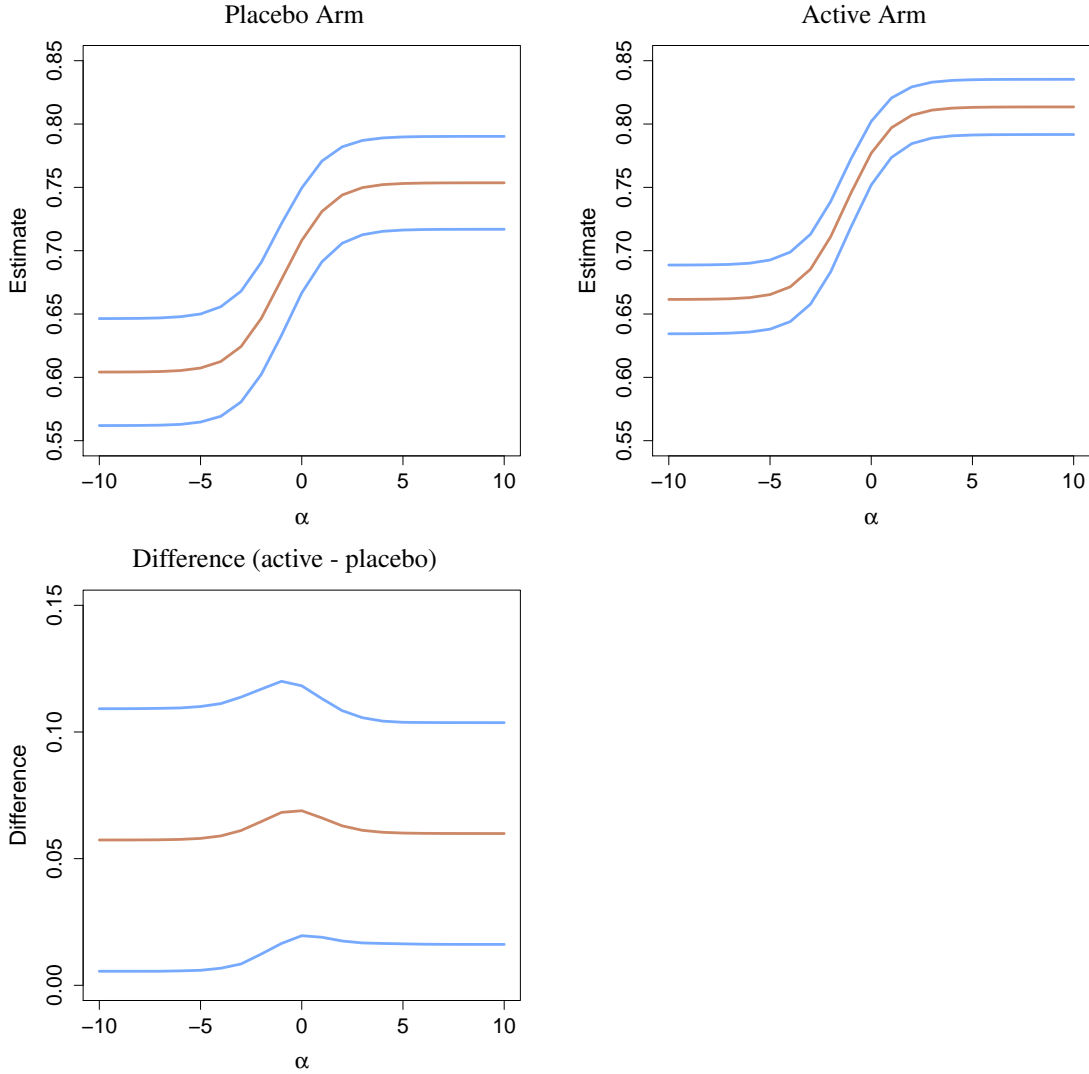 Placebo Arm
Estimate
0.85
0.80
0.75
0.70
0.65
0.60
0.55
−10 −5 0 5 10
α
Active Arm
Estimate
0.85
0.80
0.75
0.70
0.65
0.60
0.55
−10 −5 0 5 10
α
Difference (active - placebo)
Difference
0.15
0.10
0.05
0.00
−10 −5 0 5 10
α